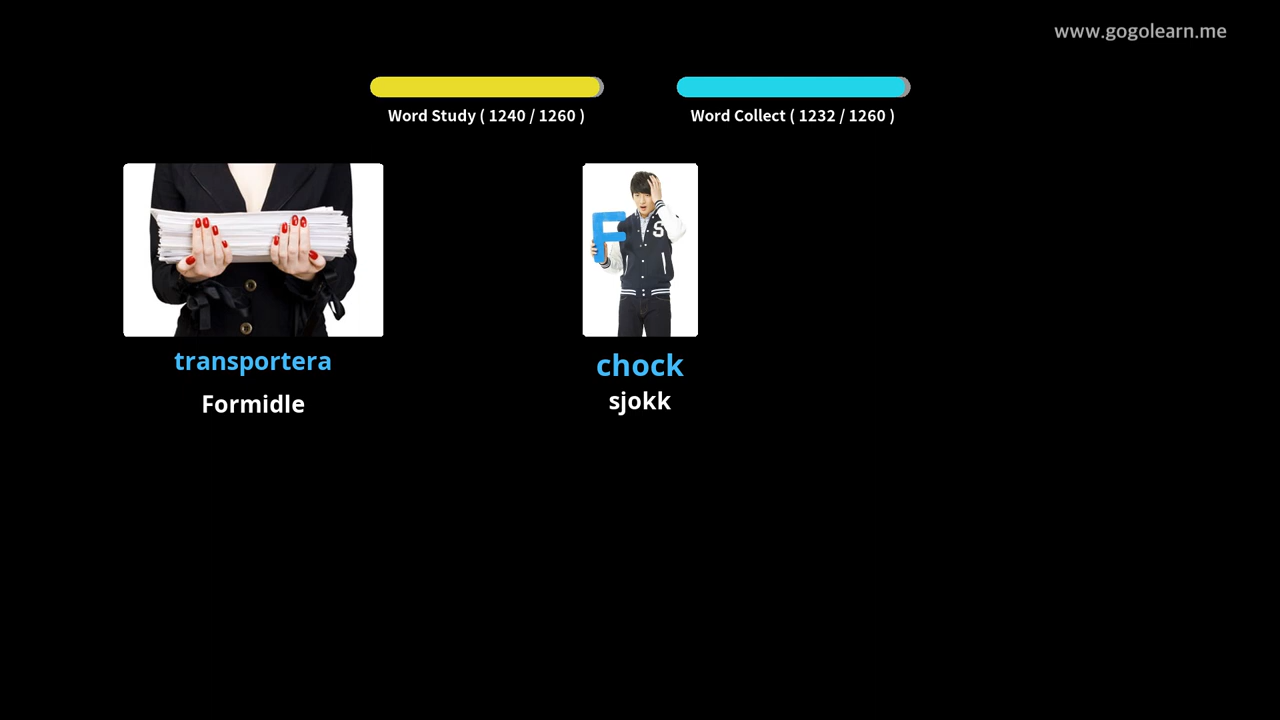 www.gogolearn.me
Word Study ( 1240 / 1260 )
Word Collect ( 1232 / 1260 )
F
S
transportera
Formidle
chock
sjokk